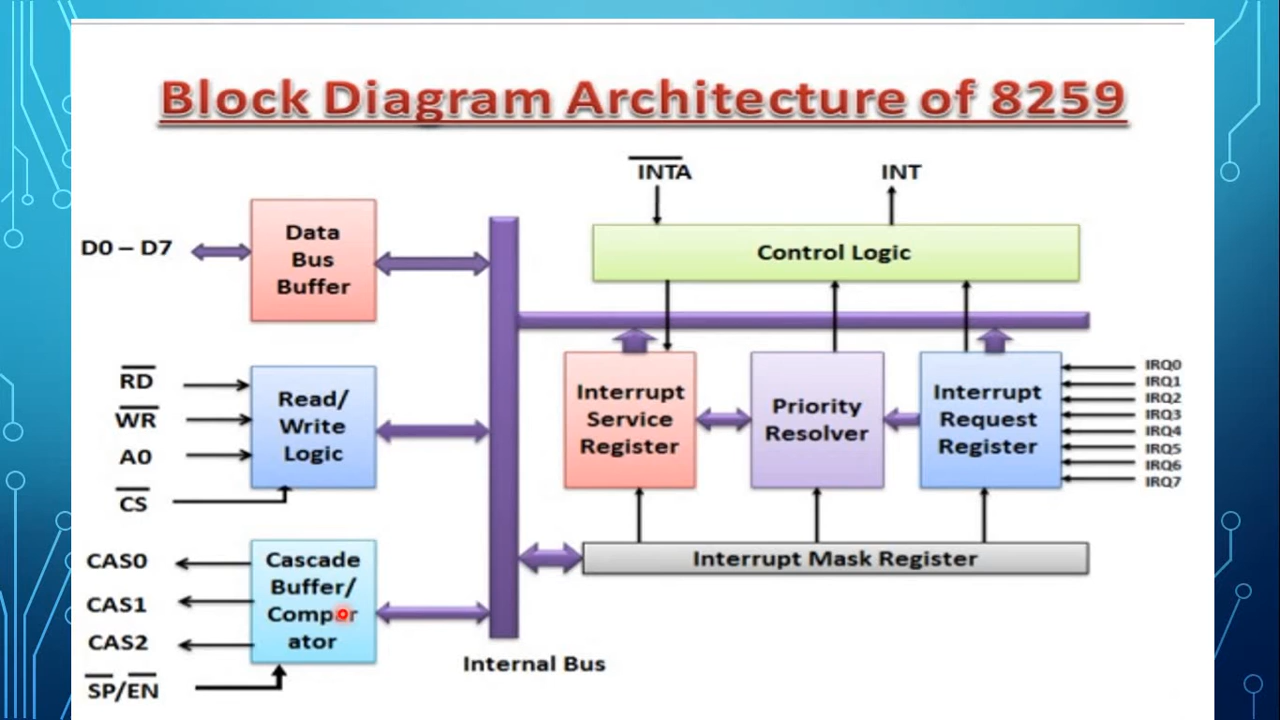 Block Diagram Architecture of 8259
INTA
INT
D0 – D7
Data
Bus
Buffer
Control Logic
RD
WR
A0
CS
Read/
Write
Logic
Interrupt
Service
Register
Priority
Resolver
Interrupt
Request
Register
IRQ0
IRQ1
IRQ2
IRQ3
IRQ4
IRQ5
IRQ6
IRQ7
CAS0
CAS1
CAS2
SP/EN
Cascade
Buffer/
Compar
ator
Interrupt Mask Register
Internal Bus